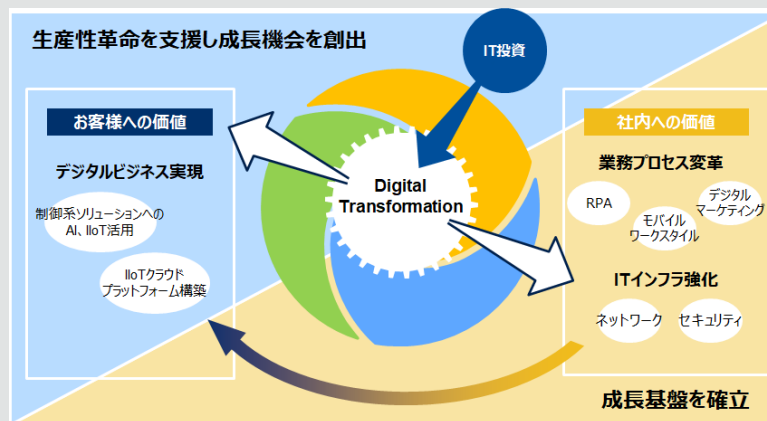 生産性革命を支援し成長機会を創出
IT投資
お客様への価値
デジタルビジネス実現
制御系ソリューションへの
AI、IIoT活用
IIoTクラウド
プラットフォーム構築
Digital
Transformation
社内への価値
業務プロセス変革
RPA
モバイル
ワークスタイル
デジタル
マーケティング
ITインフラ強化
ネットワーク
セキュリティ
成長基盤を確立